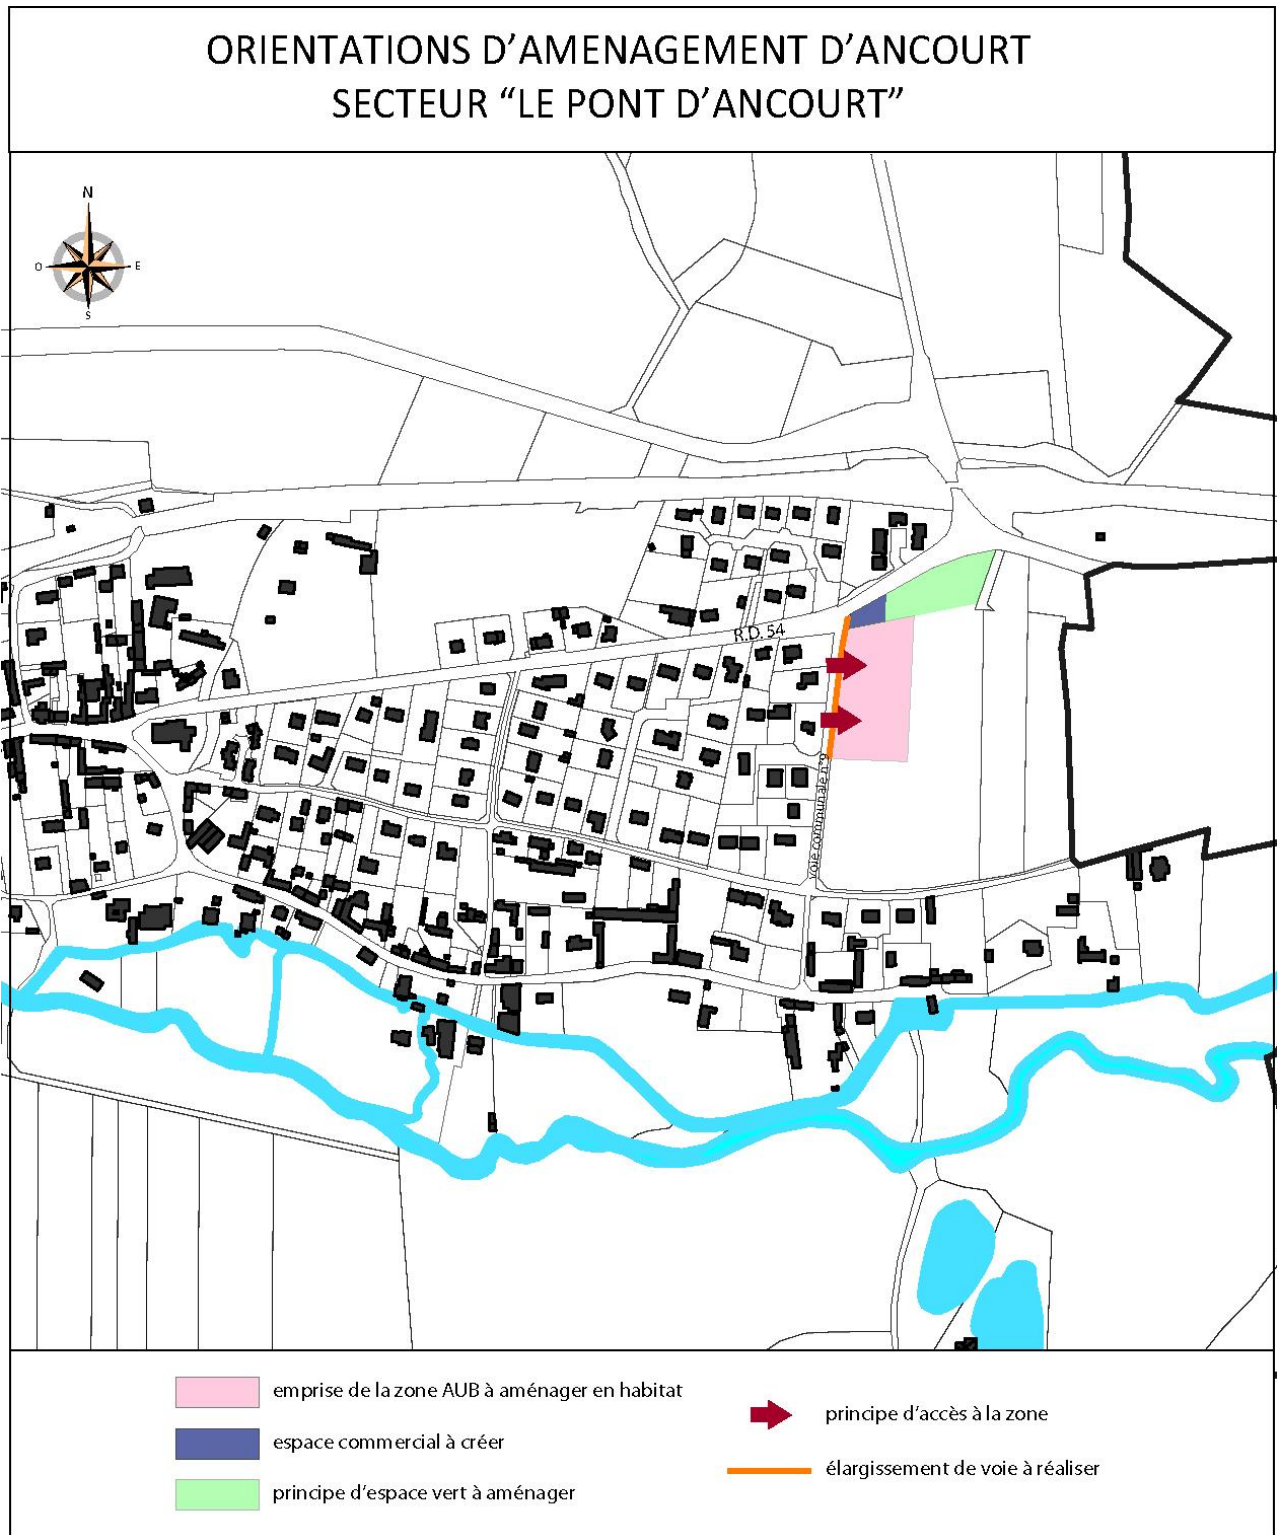 ORIENTATIONS D'AMENAGEMENT D'ANCOURT
SECTEUR “LE PONT D'ANCOURT”
N
O
E
S
R.D. 54
voie communale n°9
emprise de la zone AUB à aménager en habitat
espace commercial à créer
principe d'espace vert à aménager
principe d'accès à la zone
élargissement de voie à réaliser